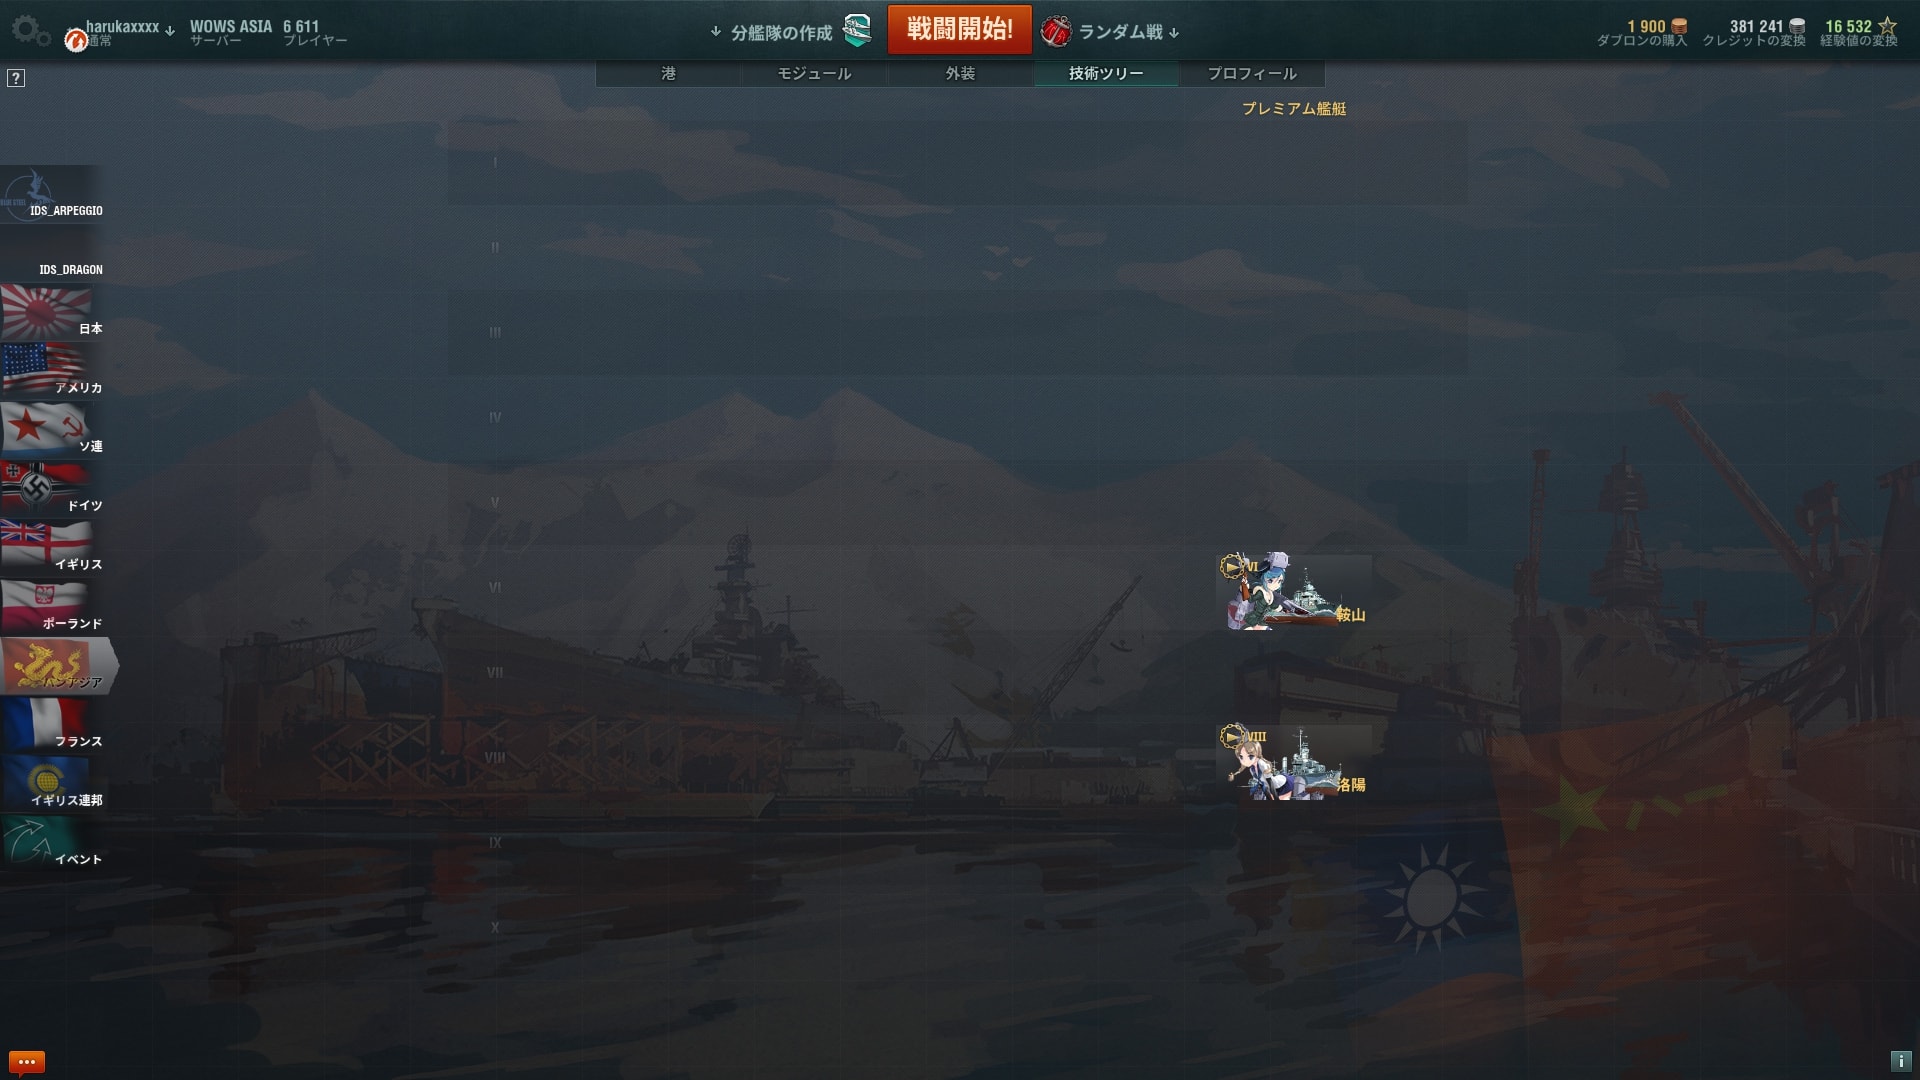 harukaxxxx
通常
WOWS ASIA
サーバー
6 611
プレイヤー
分艦隊の作成
戦闘開始!
ランダム戦
1 900
ダブロンの購入
381 241
クレジットの変換
16 532
経験値の変換
?
港
モジュール
外装
技術ツリー
プロフィール
プレミアム艦艇
I
II
III
IV
V
VI
VII
VIII
IX
X
IDS_ARPEGGIO
IDS_DRAGON
日本
アメリカ
ソ連
ドイツ
イギリス
ポーランド
パンアジア
フランス
イギリス連邦
イベント
VI
鞍山
VIII
洛陽
i